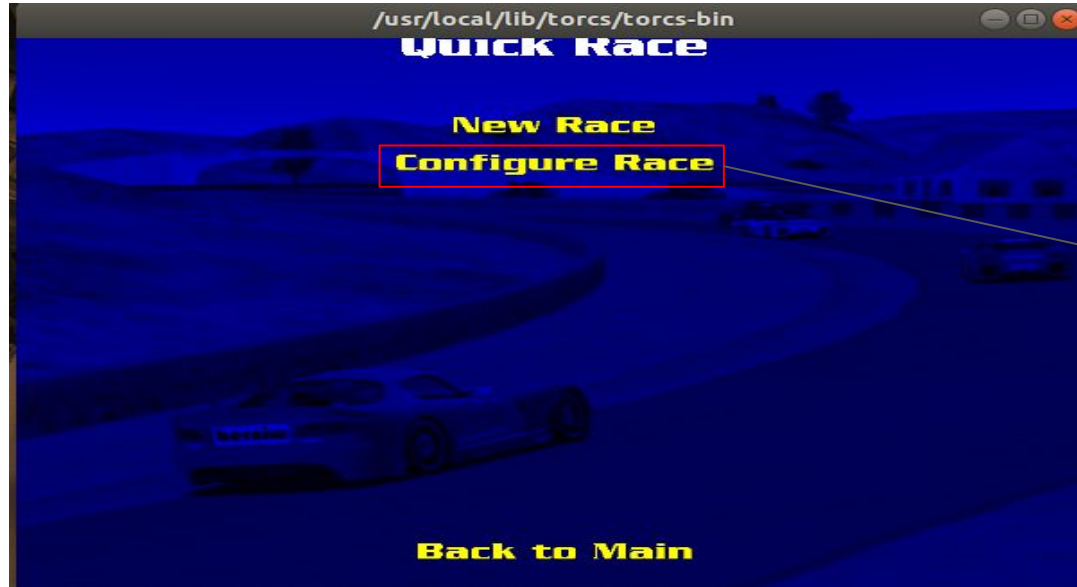 /usr/local/lib/torcs/torcs-bin
Quick Race
New Race
Configure Race
Back to Main